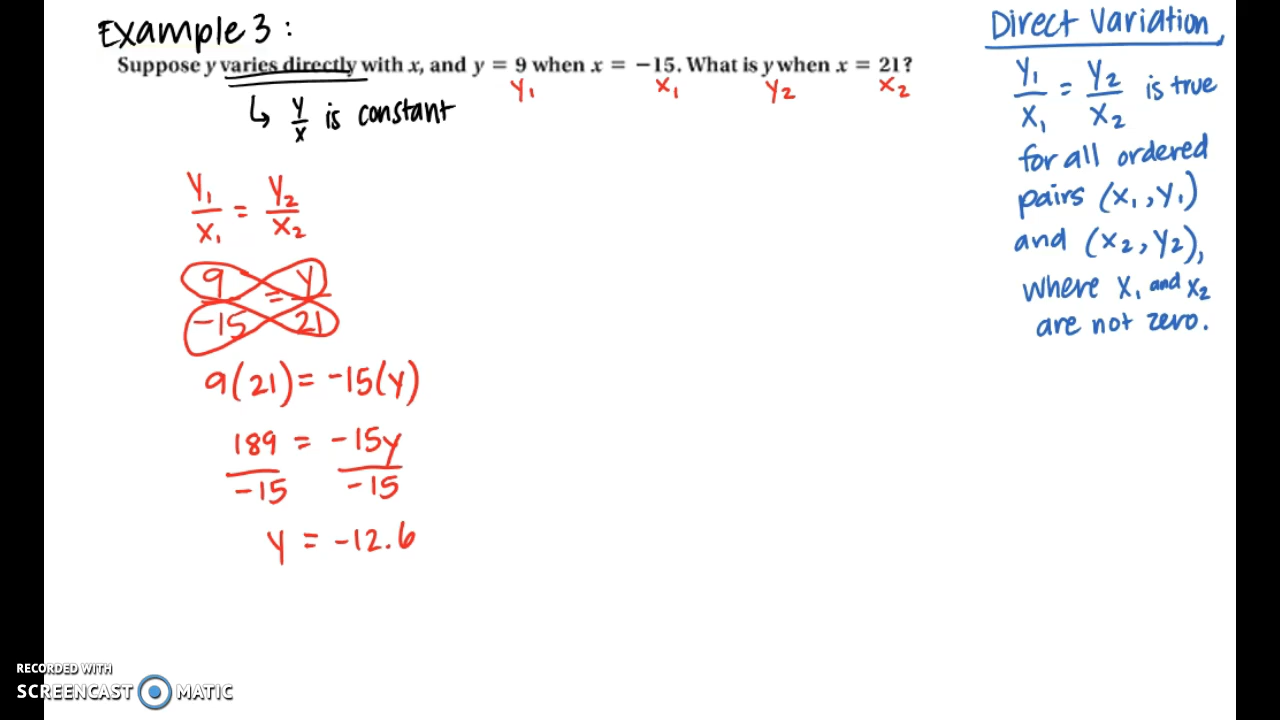 Example 3:
Suppose y varies directly with x, and y = 9 when x = −15. What is y when x = 21?
Y₁ X₁ Y₂ X₂
↳ Y/X is constant
Y₁/X₁ = Y₂/X₂
9/-15 = Y/21
9(21) = -15(Y)
189/-15 = -15y/-15
Y = -12.6
Direct Variation
Y₁/X₁ = Y₂/X₂ is true
for all ordered
pairs (X₁, Y₁)
and (X₂, Y₂),
where X₁ and X₂
are not zero.
RECORDED WITH
SCREENCAST MATIC